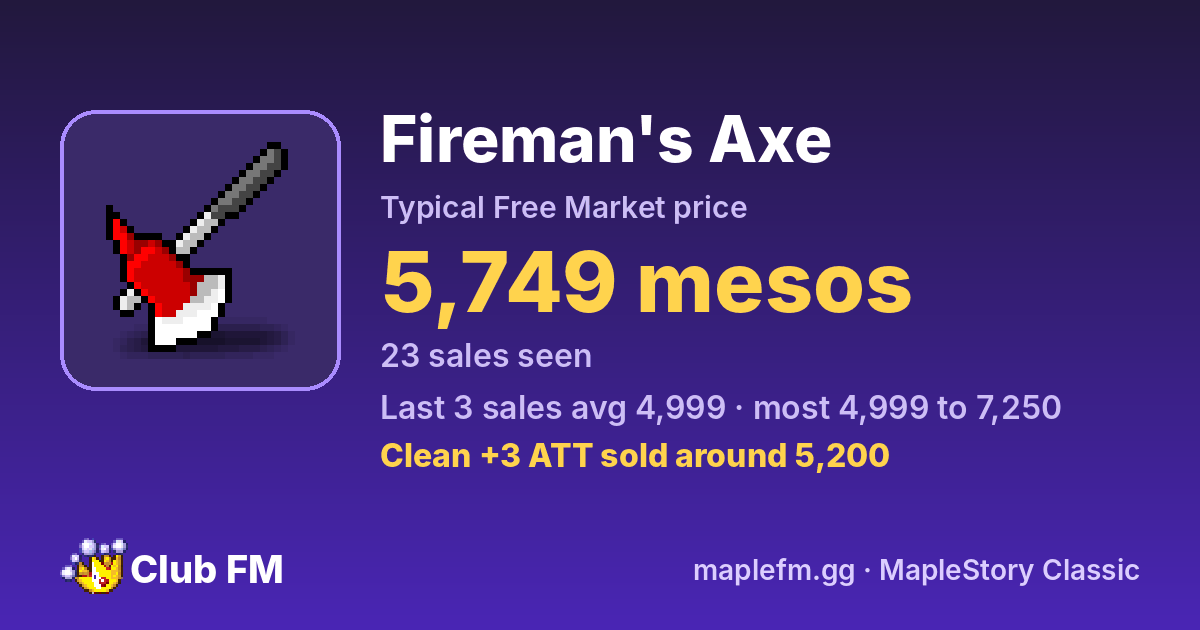 Fireman's Axe
Typical Free Market price
5,749 mesos
23 sales seen
Last 3 sales avg 4,999 · most 4,999 to 7,250
Clean +3 ATT sold around 5,200
Club FM
maplefm.gg · MapleStory Classic